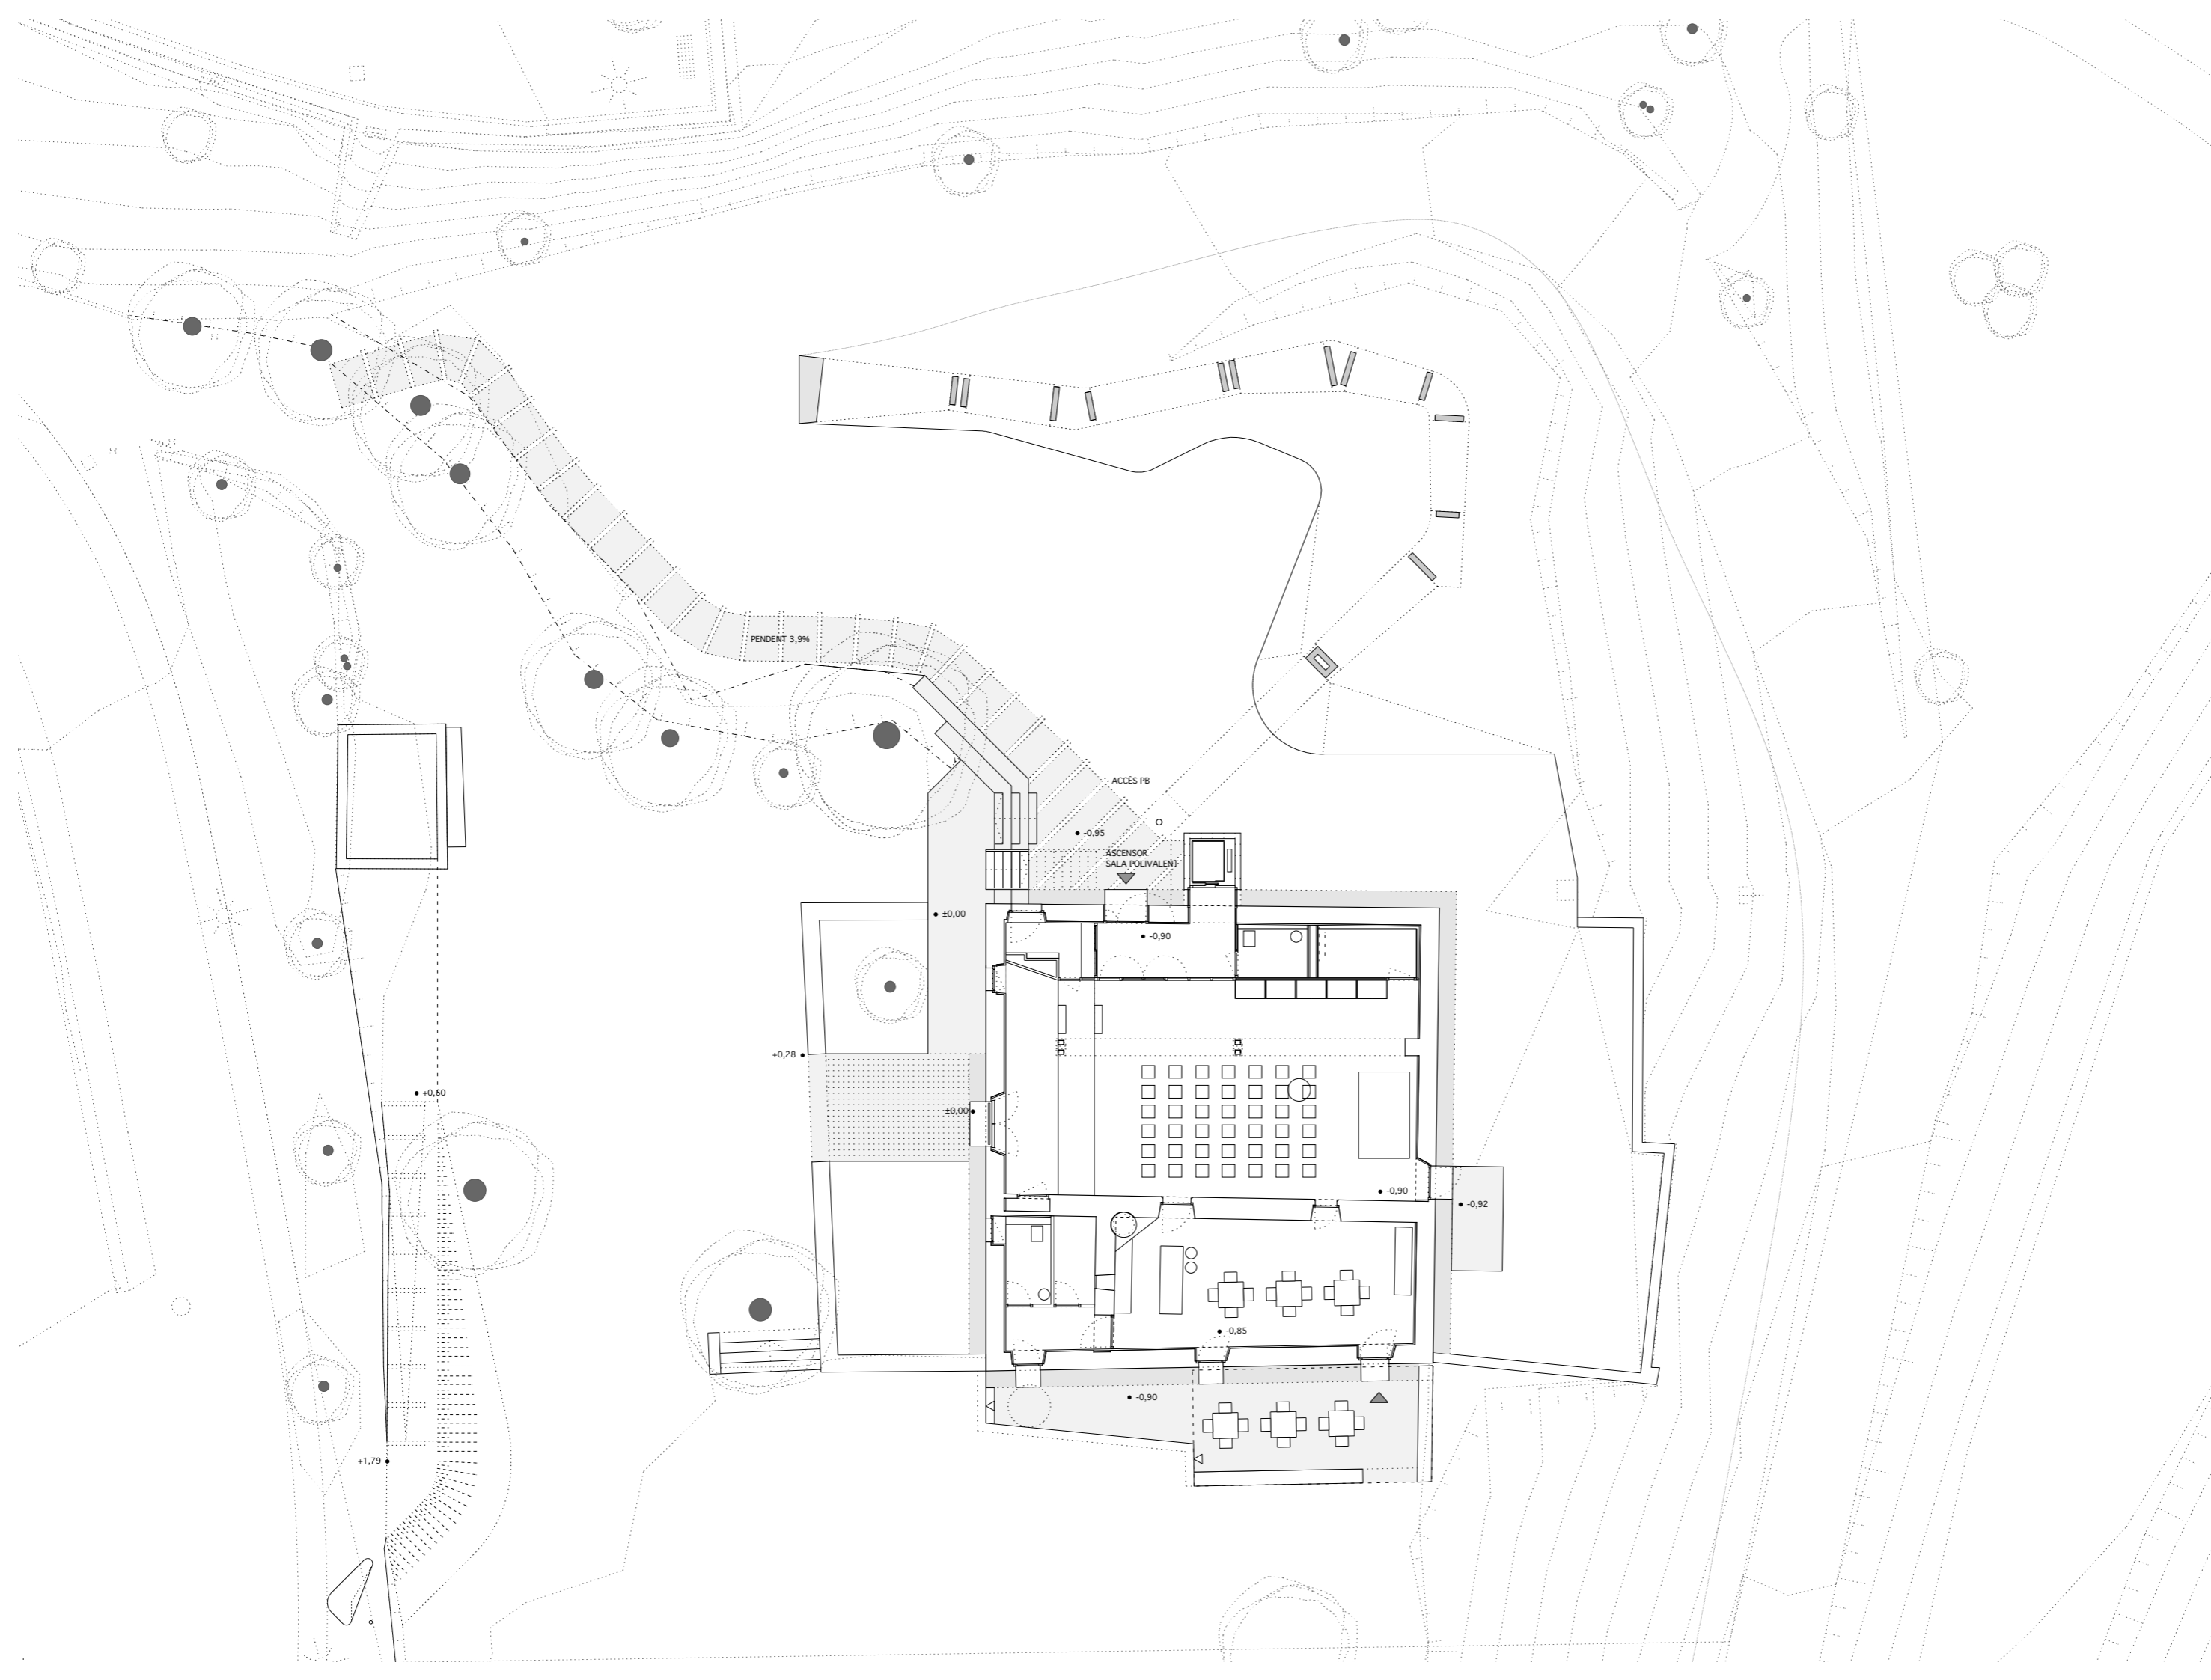 PENDENT 3,9%
ACCÈS PB
-0,95
ASCENSOR
SALA POLIVALENT
±0,00
-0,90
+0,28
+0,60
±0,00
-0,90
-0,92
-0,85
-0,90
+1,79